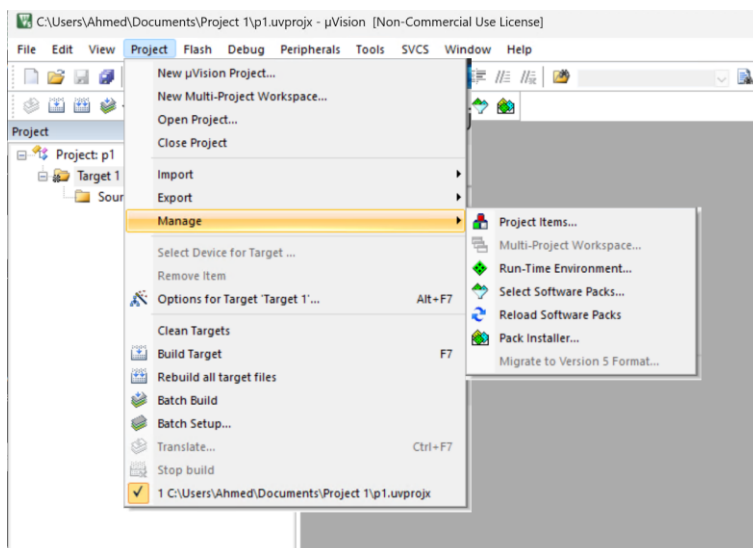 C:\Users\Ahmed\Documents\Project 1\p1.uvprojx - µVision [Non-Commercial Use License]
File Edit View Project Flash Debug Peripherals Tools SVCS Window Help
Project
Project: p1
Target 1
Sour
New µVision Project...
New Multi-Project Workspace...
Open Project...
Close Project
Import
Export
Manage
Select Device for Target ...
Remove Item
Options for Target 'Target 1'... Alt+F7
Clean Targets
Build Target F7
Rebuild all target files
Batch Build
Batch Setup...
Translate... Ctrl+F7
Stop build
1 C:\Users\Ahmed\Documents\Project 1\p1.uvprojx
Project Items...
Multi-Project Workspace...
Run-Time Environment...
Select Software Packs...
Reload Software Packs
Pack Installer...
Migrate to Version 5 Format...